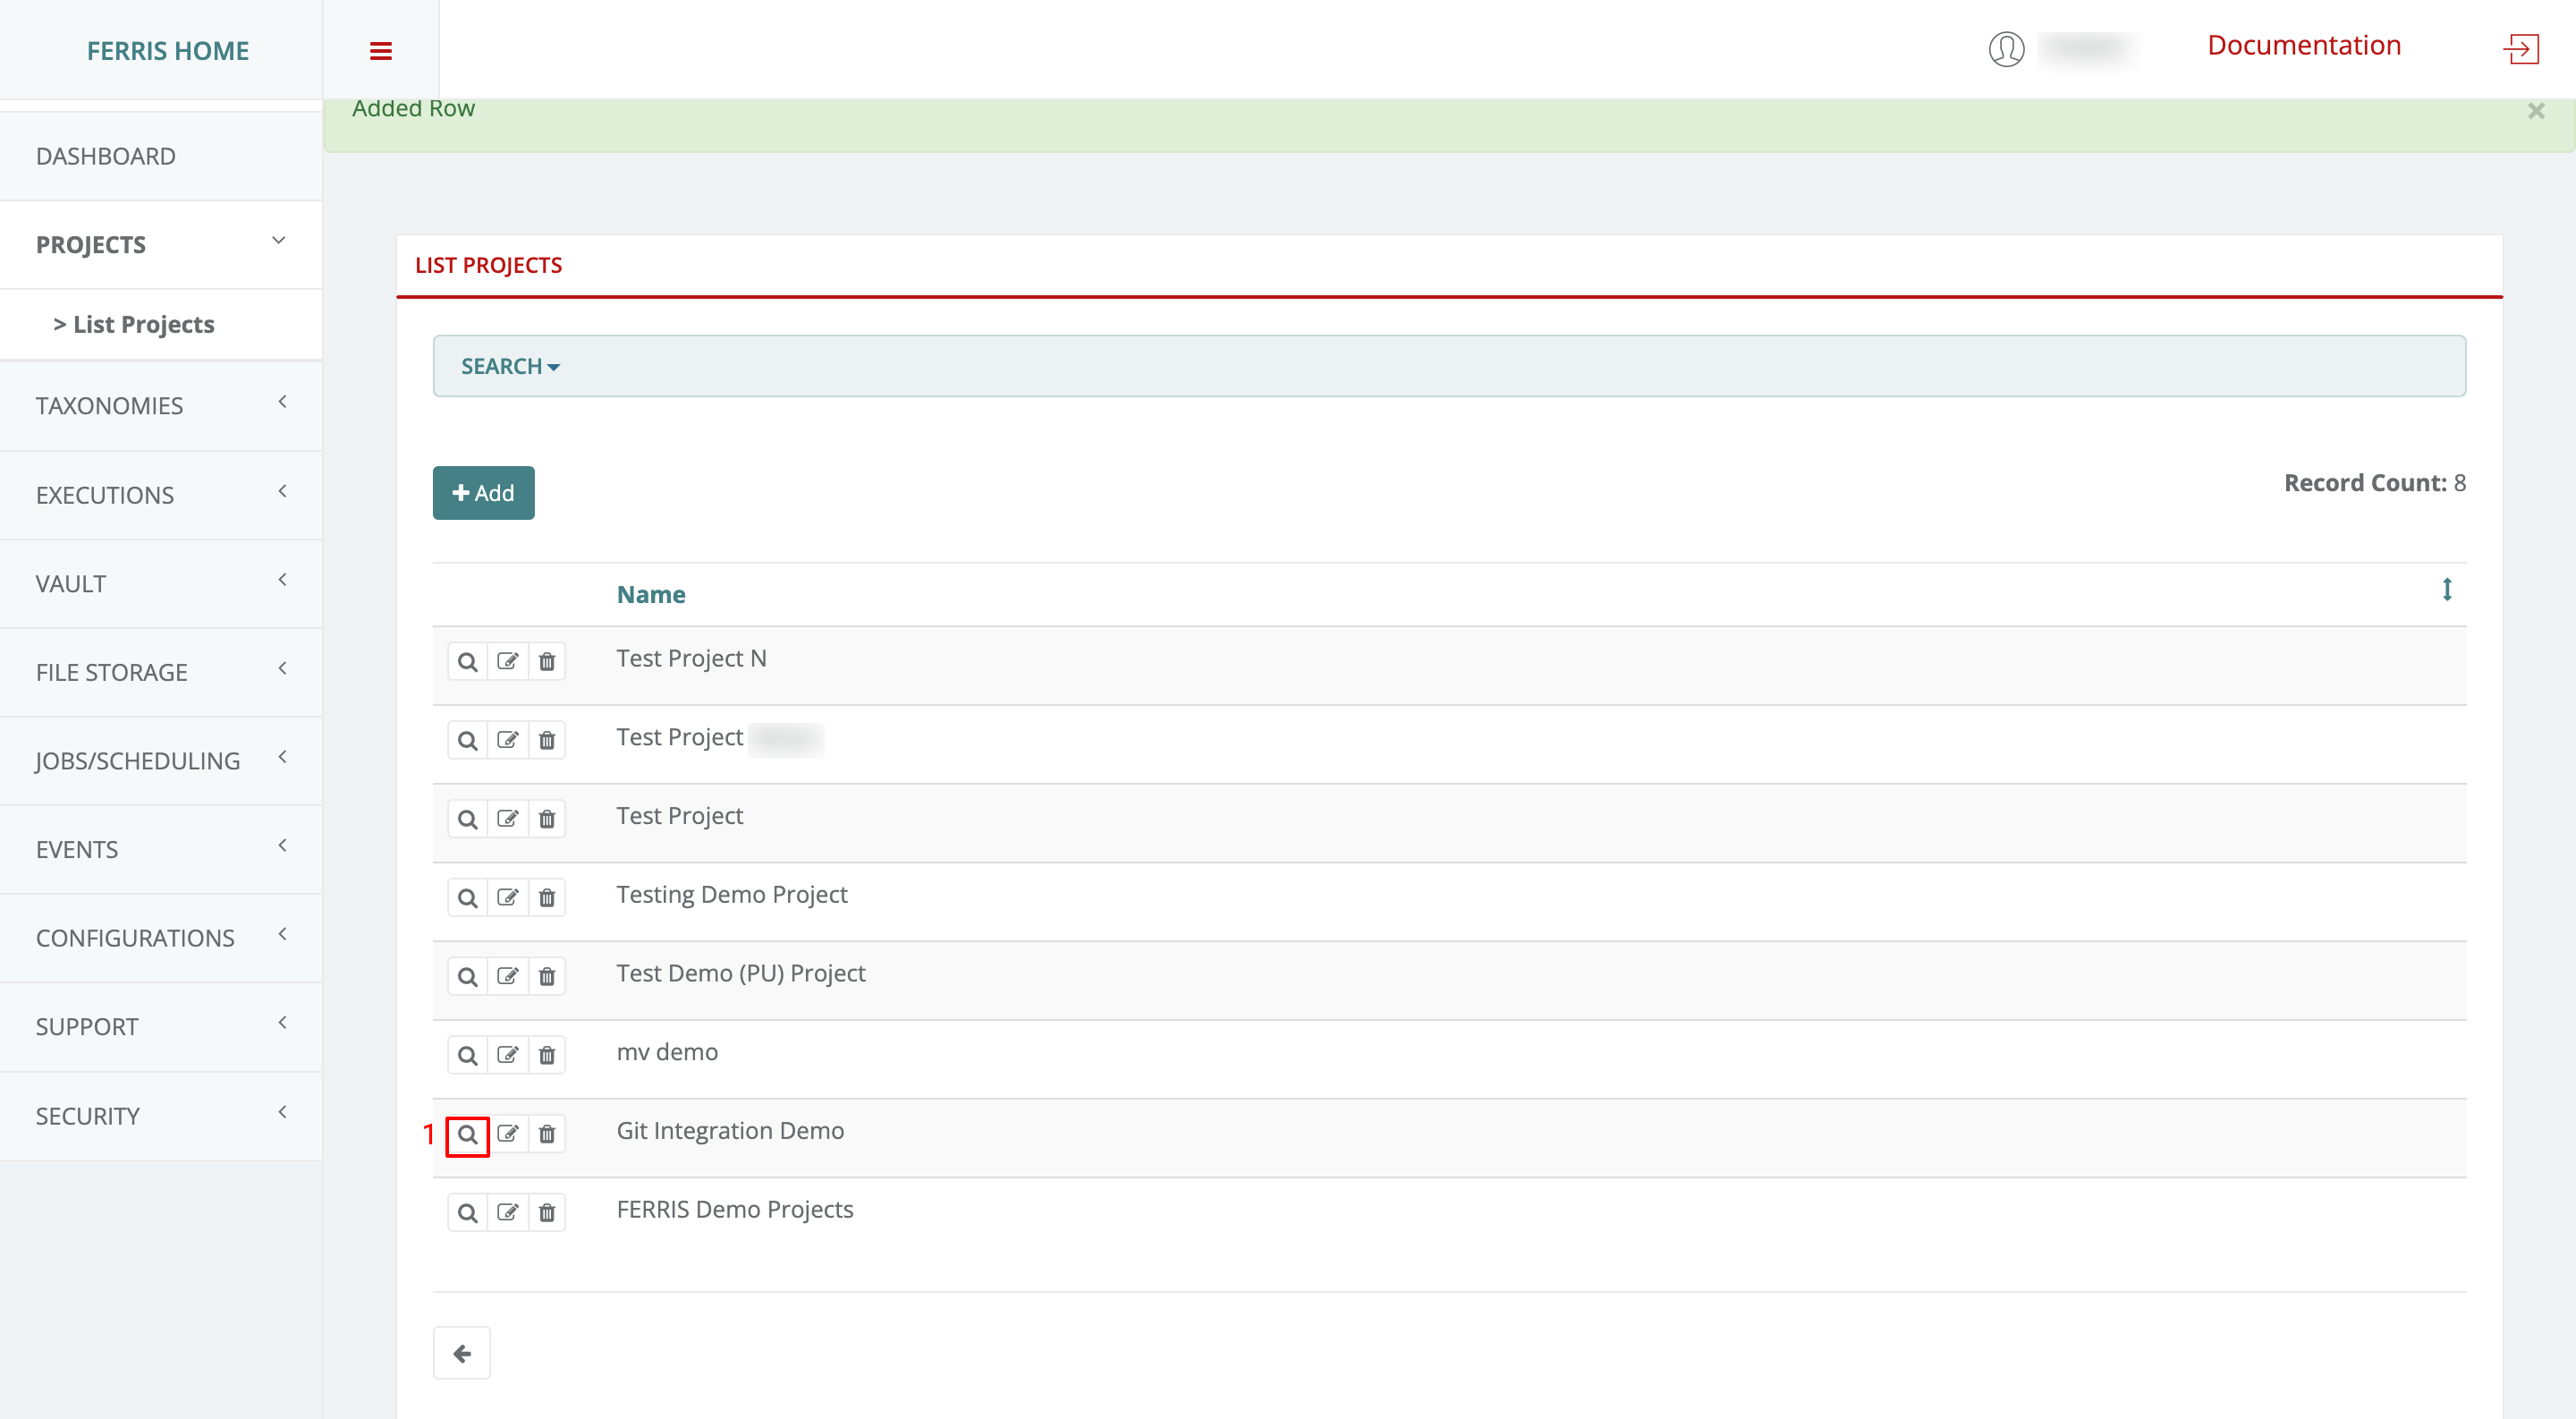 FERRIS HOME
Documentation
Added Row
×
DASHBOARD
PROJECTS
> List Projects
TAXONOMIES
EXECUTIONS
VAULT
FILE STORAGE
JOBS/SCHEDULING
EVENTS
CONFIGURATIONS
SUPPORT
SECURITY
LIST PROJECTS
SEARCH
+ Add
Record Count: 8
Name
Test Project N
Test Project
Test Project
Testing Demo Project
Test Demo (PU) Project
mv demo
1
Git Integration Demo
FERRIS Demo Projects